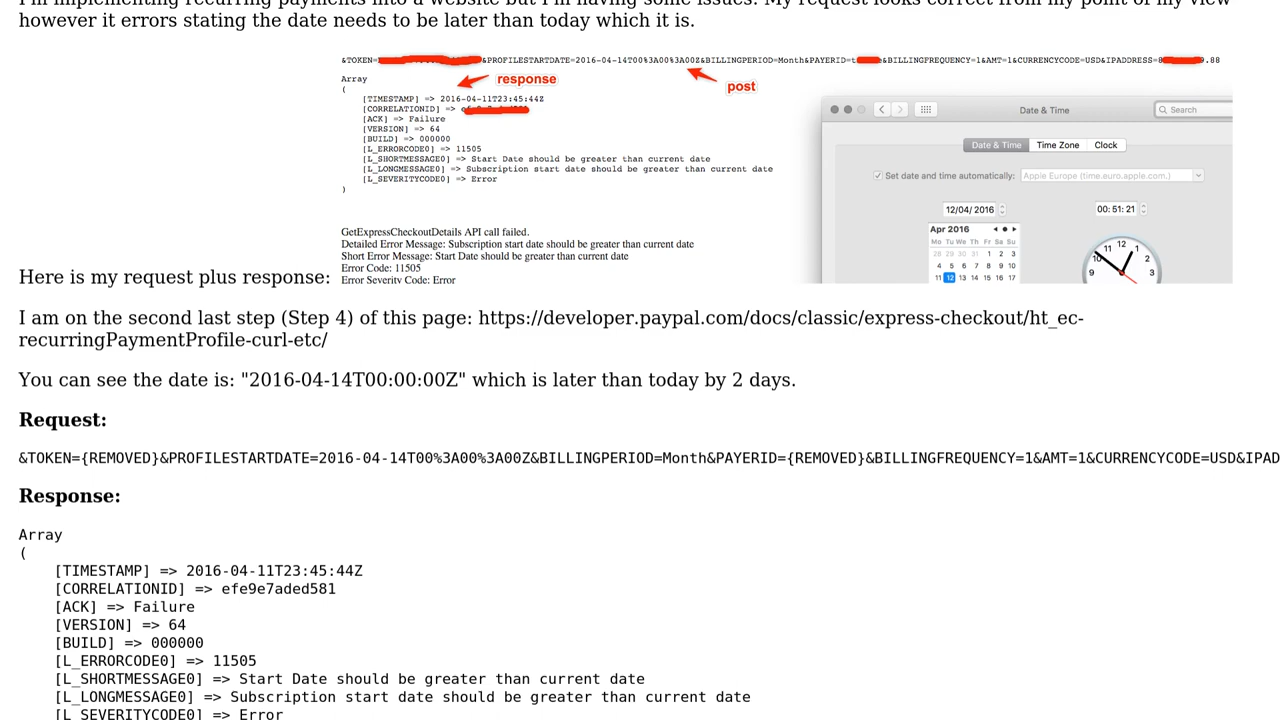 I'm implementing recurring payments into a website but I'm having some issues. My request looks correct from my point of my view
however it errors stating the date needs to be later than today which it is.
&TOKEN= &PROFILESTARTDATE=2016-04-14T00%3A00%3A00Z&BILLINGPERIOD=Month&PAYERID=t &BILLINGFREQUENCY=1&AMT=1&CURRENCYCODE=USD&IPADDRESS=8 9.88
response
post
Array
(
[TIMESTAMP] => 2016-04-11T23:45:44Z
[CORRELATIONID] =>
[ACK] => Failure
[VERSION] => 64
[BUILD] => 000000
[L_ERRORCODE0] => 11505
[L_SHORTMESSAGE0] => Start Date should be greater than current date
[L_LONGMESSAGE0] => Subscription start date should be greater than current date
[L_SEVERITYCODE0] => Error
)
GetExpressCheckoutDetails API call failed.
Detailed Error Message: Subscription start date should be greater than current date
Short Error Message: Start Date should be greater than current date
Error Code: 11505
Error Severity Code: Error
Date & Time
Search
Date & Time Time Zone Clock
Set date and time automatically: Apple Europe (time.euro.apple.com.)
12/04/2016 00:51:21
Apr 2016
Mo Tu We Th Fr Sa Su
28 29 30 31 1 2 3
4 5 6 7 8 9 10
11 12 13 14 15 16 17
12 1 2 3 9 10 11
Here is my request plus response:
I am on the second last step (Step 4) of this page: https://developer.paypal.com/docs/classic/express-checkout/ht_ec-
recurringPaymentProfile-curl-etc/
You can see the date is: "2016-04-14T00:00:00Z" which is later than today by 2 days.
Request:
&TOKEN={REMOVED}&PROFILESTARTDATE=2016-04-14T00%3A00%3A00Z&BILLINGPERIOD=Month&PAYERID={REMOVED}&BILLINGFREQUENCY=1&AMT=1&CURRENCYCODE=USD&IPAD
Response:
Array
(
[TIMESTAMP] => 2016-04-11T23:45:44Z
[CORRELATIONID] => efe9e7aded581
[ACK] => Failure
[VERSION] => 64
[BUILD] => 000000
[L_ERRORCODE0] => 11505
[L_SHORTMESSAGE0] => Start Date should be greater than current date
[L_LONGMESSAGE0] => Subscription start date should be greater than current date
[L_SEVERITYCODE0] => Error